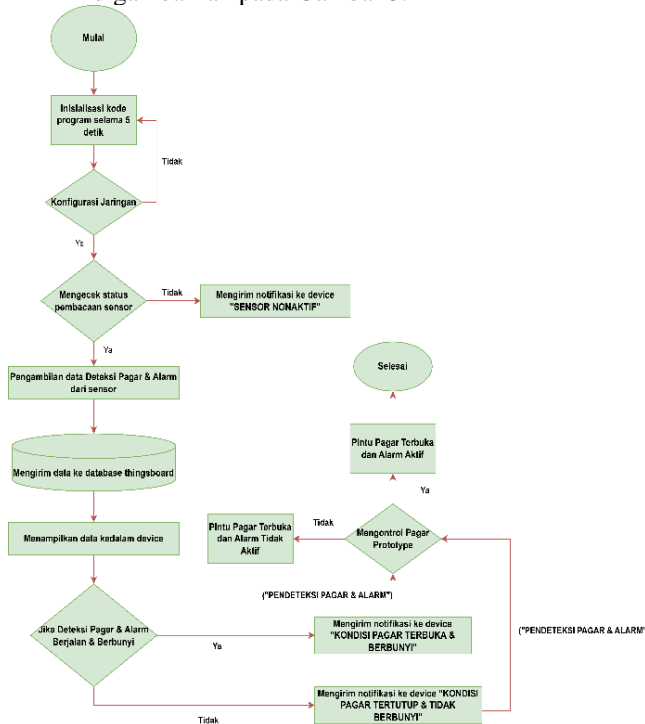 Mulai
Inisialisasi kode
program selama 5
detik
Tidak
Konfigurasi Jaringan
Ya
Mengecek status
pembacaan sensor
Tidak
Mengirim notifikasi ke device
"SENSOR NONAKTIF"
Ya
Pengambilan data Deteksi Pagar & Alarm
dari sensor
Mengirim data ke database thingsboard
Menampilkan data kedalam device
Jika Deteksi Pagar & Alarm
Berjalan & Berbunyi
Ya
Mengirim notifikasi ke device
"KONDISI PAGAR TERBUKA &
BERBUNYI"
Tidak
Mengirim notifikasi ke device "KONDISI
PAGAR TERTUTUP & TIDAK
BERBUNYI"
("PENDETEKSI PAGAR & ALARM")
("PENDETEKSI PAGAR & ALARM"
Mengontrol Pagar
Prototype
Tidak
Pintu Pagar Terbuka
dan Alarm Tidak
Aktif
Ya
Pintu Pagar Terbuka
dan Alarm Aktif
Selesai